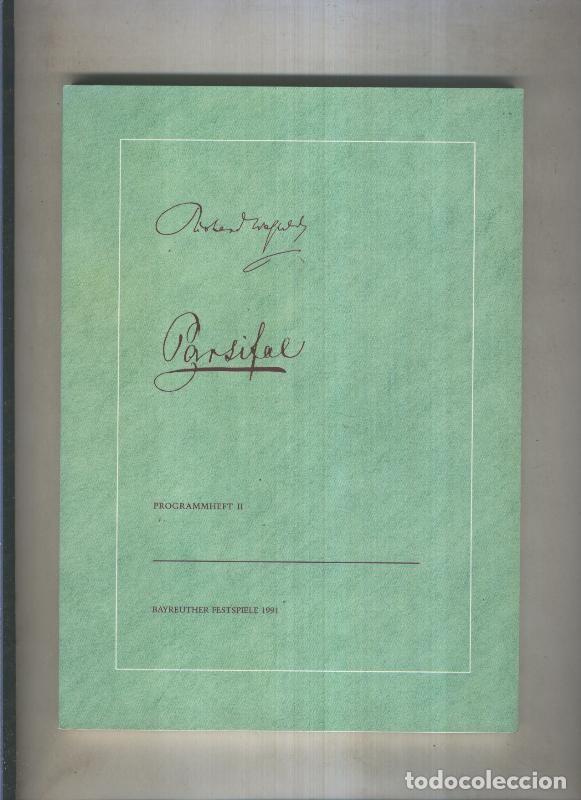 Richard Wagner
Parsifal
PROGRAMMHEFT II
BAYREUTHER FESTSPIELE 1991
todocoleccion